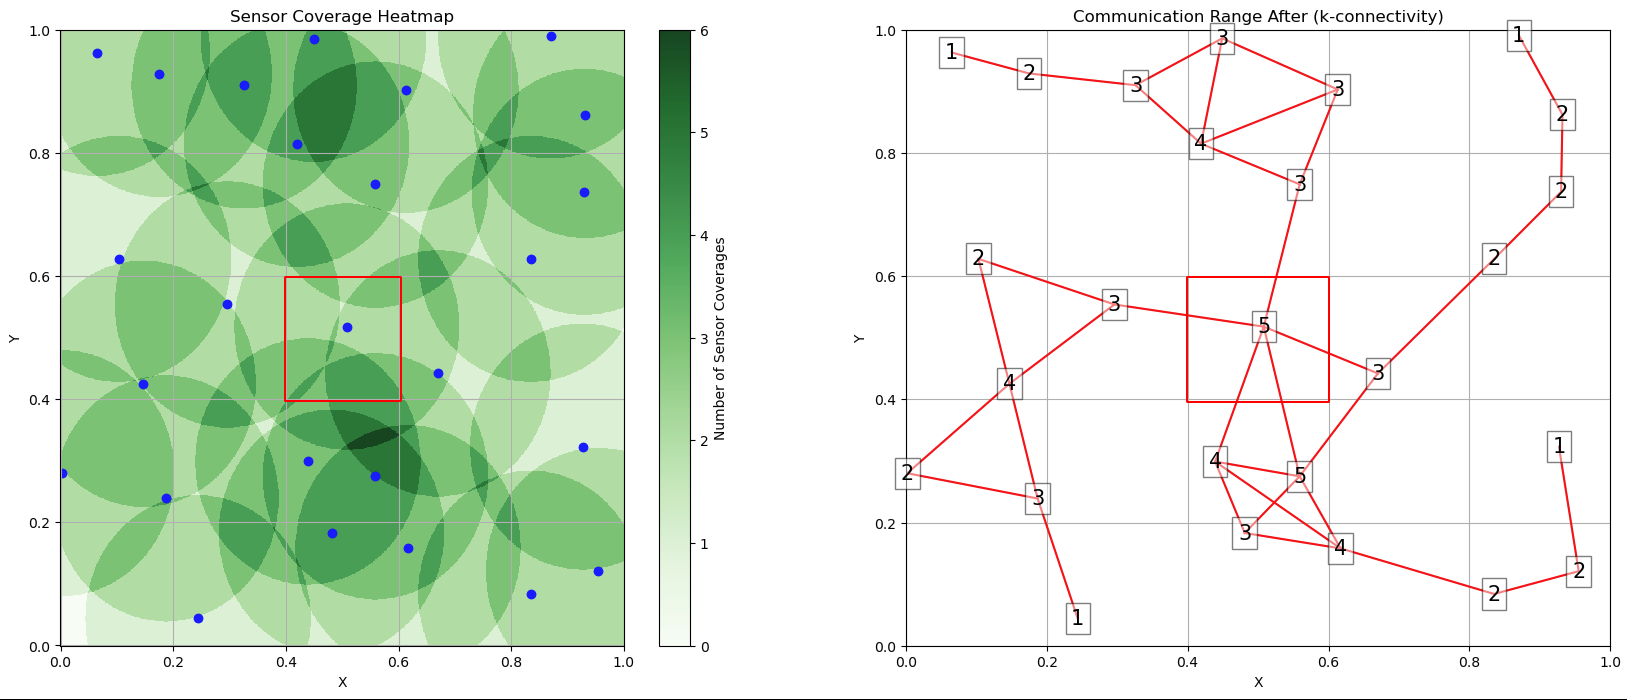 Sensor Coverage Heatmap
1.0
0.8
0.6
0.4
0.2
0.0
Y
0.0 0.2 0.4 0.6 0.8 1.0
X
6
5
4
3
2
1
0
Number of Sensor Coverages
Communication Range After (k-connectivity)
1.0
0.8
0.6
0.4
0.2
0.0
Y
1 3 1
2 3 3 2
4
3 2
2 2
3
5
4 3
1
4
2 5
3
3 4
2 2
1
0.0 0.2 0.4 0.6 0.8 1.0
X